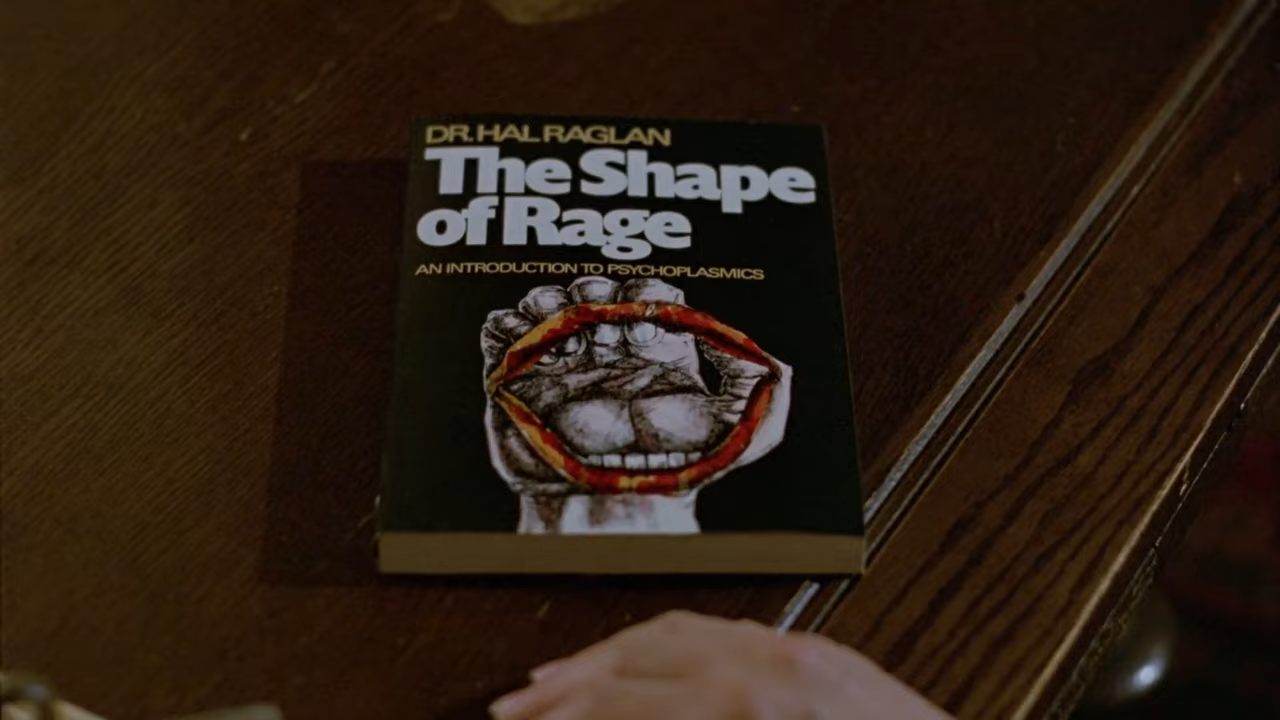 DR. HAL RAGLAN
The Shape
of Rage
AN INTRODUCTION TO PSYCHOPLASMICS